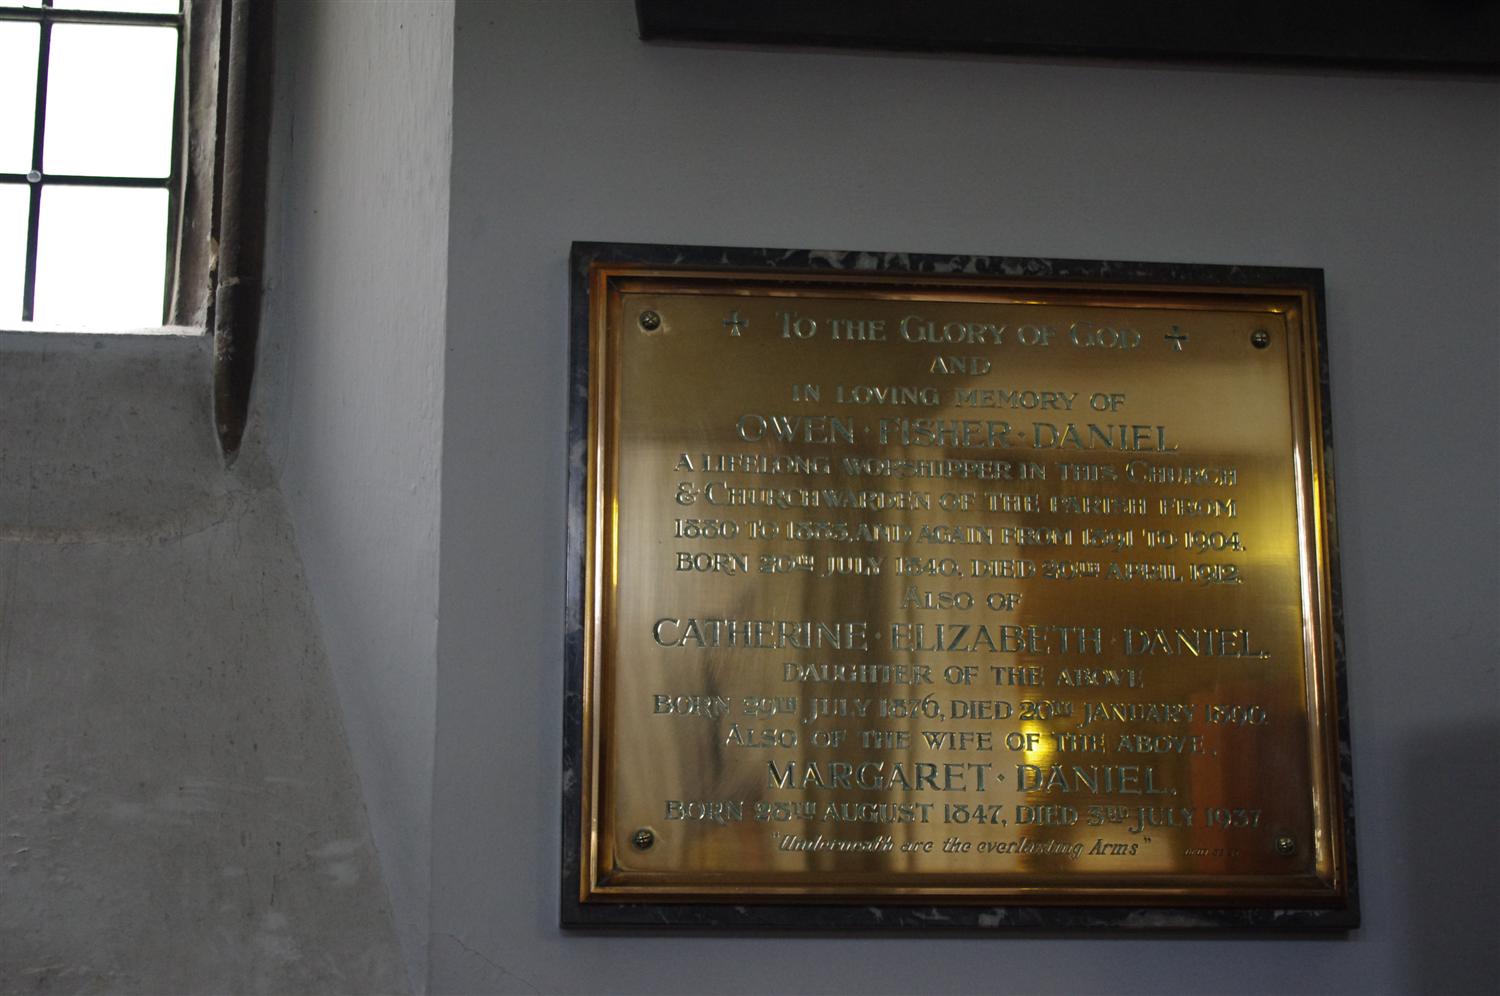 ✠ TO THE GLORY OF GOD ✠
AND
IN LOVING MEMORY OF
OWEN · FISHER · DANIEL
A LIFELONG WORSHIPPER IN THIS CHURCH
& CHURCHWARDEN OF THE PARISH FROM
1880 TO 1885, AND AGAIN FROM 1891 TO 1904.
BORN JULY 1840, DIED 20TH APRIL 1912.
ALSO OF
CATHERINE · ELIZABETH · DANIEL.
DAUGHTER OF THE ABOVE
BORN 29TH JULY 1876, DIED 20TH JANUARY 1890.
ALSO OF THE WIFE OF THE ABOVE.
MARGARET · DANIEL.
BORN AUGUST 1847, DIED 3RD JULY 1937
"Underneath are the everlasting Arms"